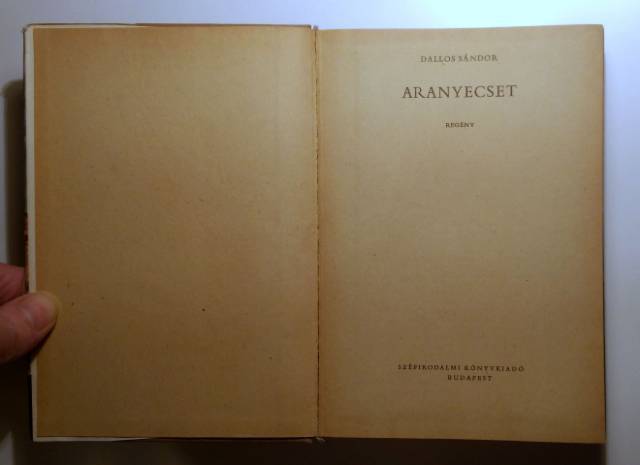 DALLOS SÁNDOR
ARANYECSET
REGÉNY
SZÉPIRODALMI KÖNYVKIADÓ
BUDAPEST